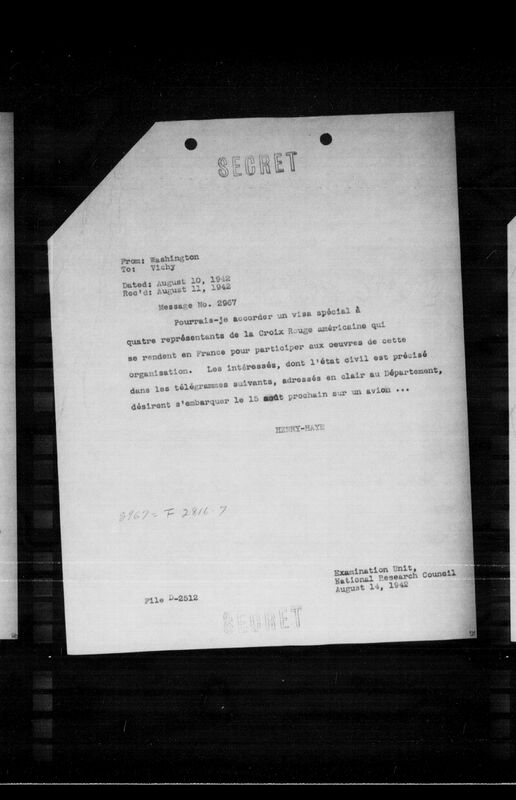 SECRET
From: Washington
To: Vichy
Dated: August 10, 1942
Rec'd: August 11, 1942
Message No. 2967
Pourrais-je accorder un visa spécial à
quatre représentants de la Croix Rouge américaine qui
se rendent en France pour participer aux oeuvres de cette
organisation. Les intéressés, dont l'état civil est précisé
dans les télégrammes suivants, adressés en clair au Département,
désirent s'embarquer le 15 août prochain sur un avion ...
HENRY-HAYE
2967 = F 2816-7
Examination Unit,
National Research Council
August 14, 1942
File D-2512
SECRET